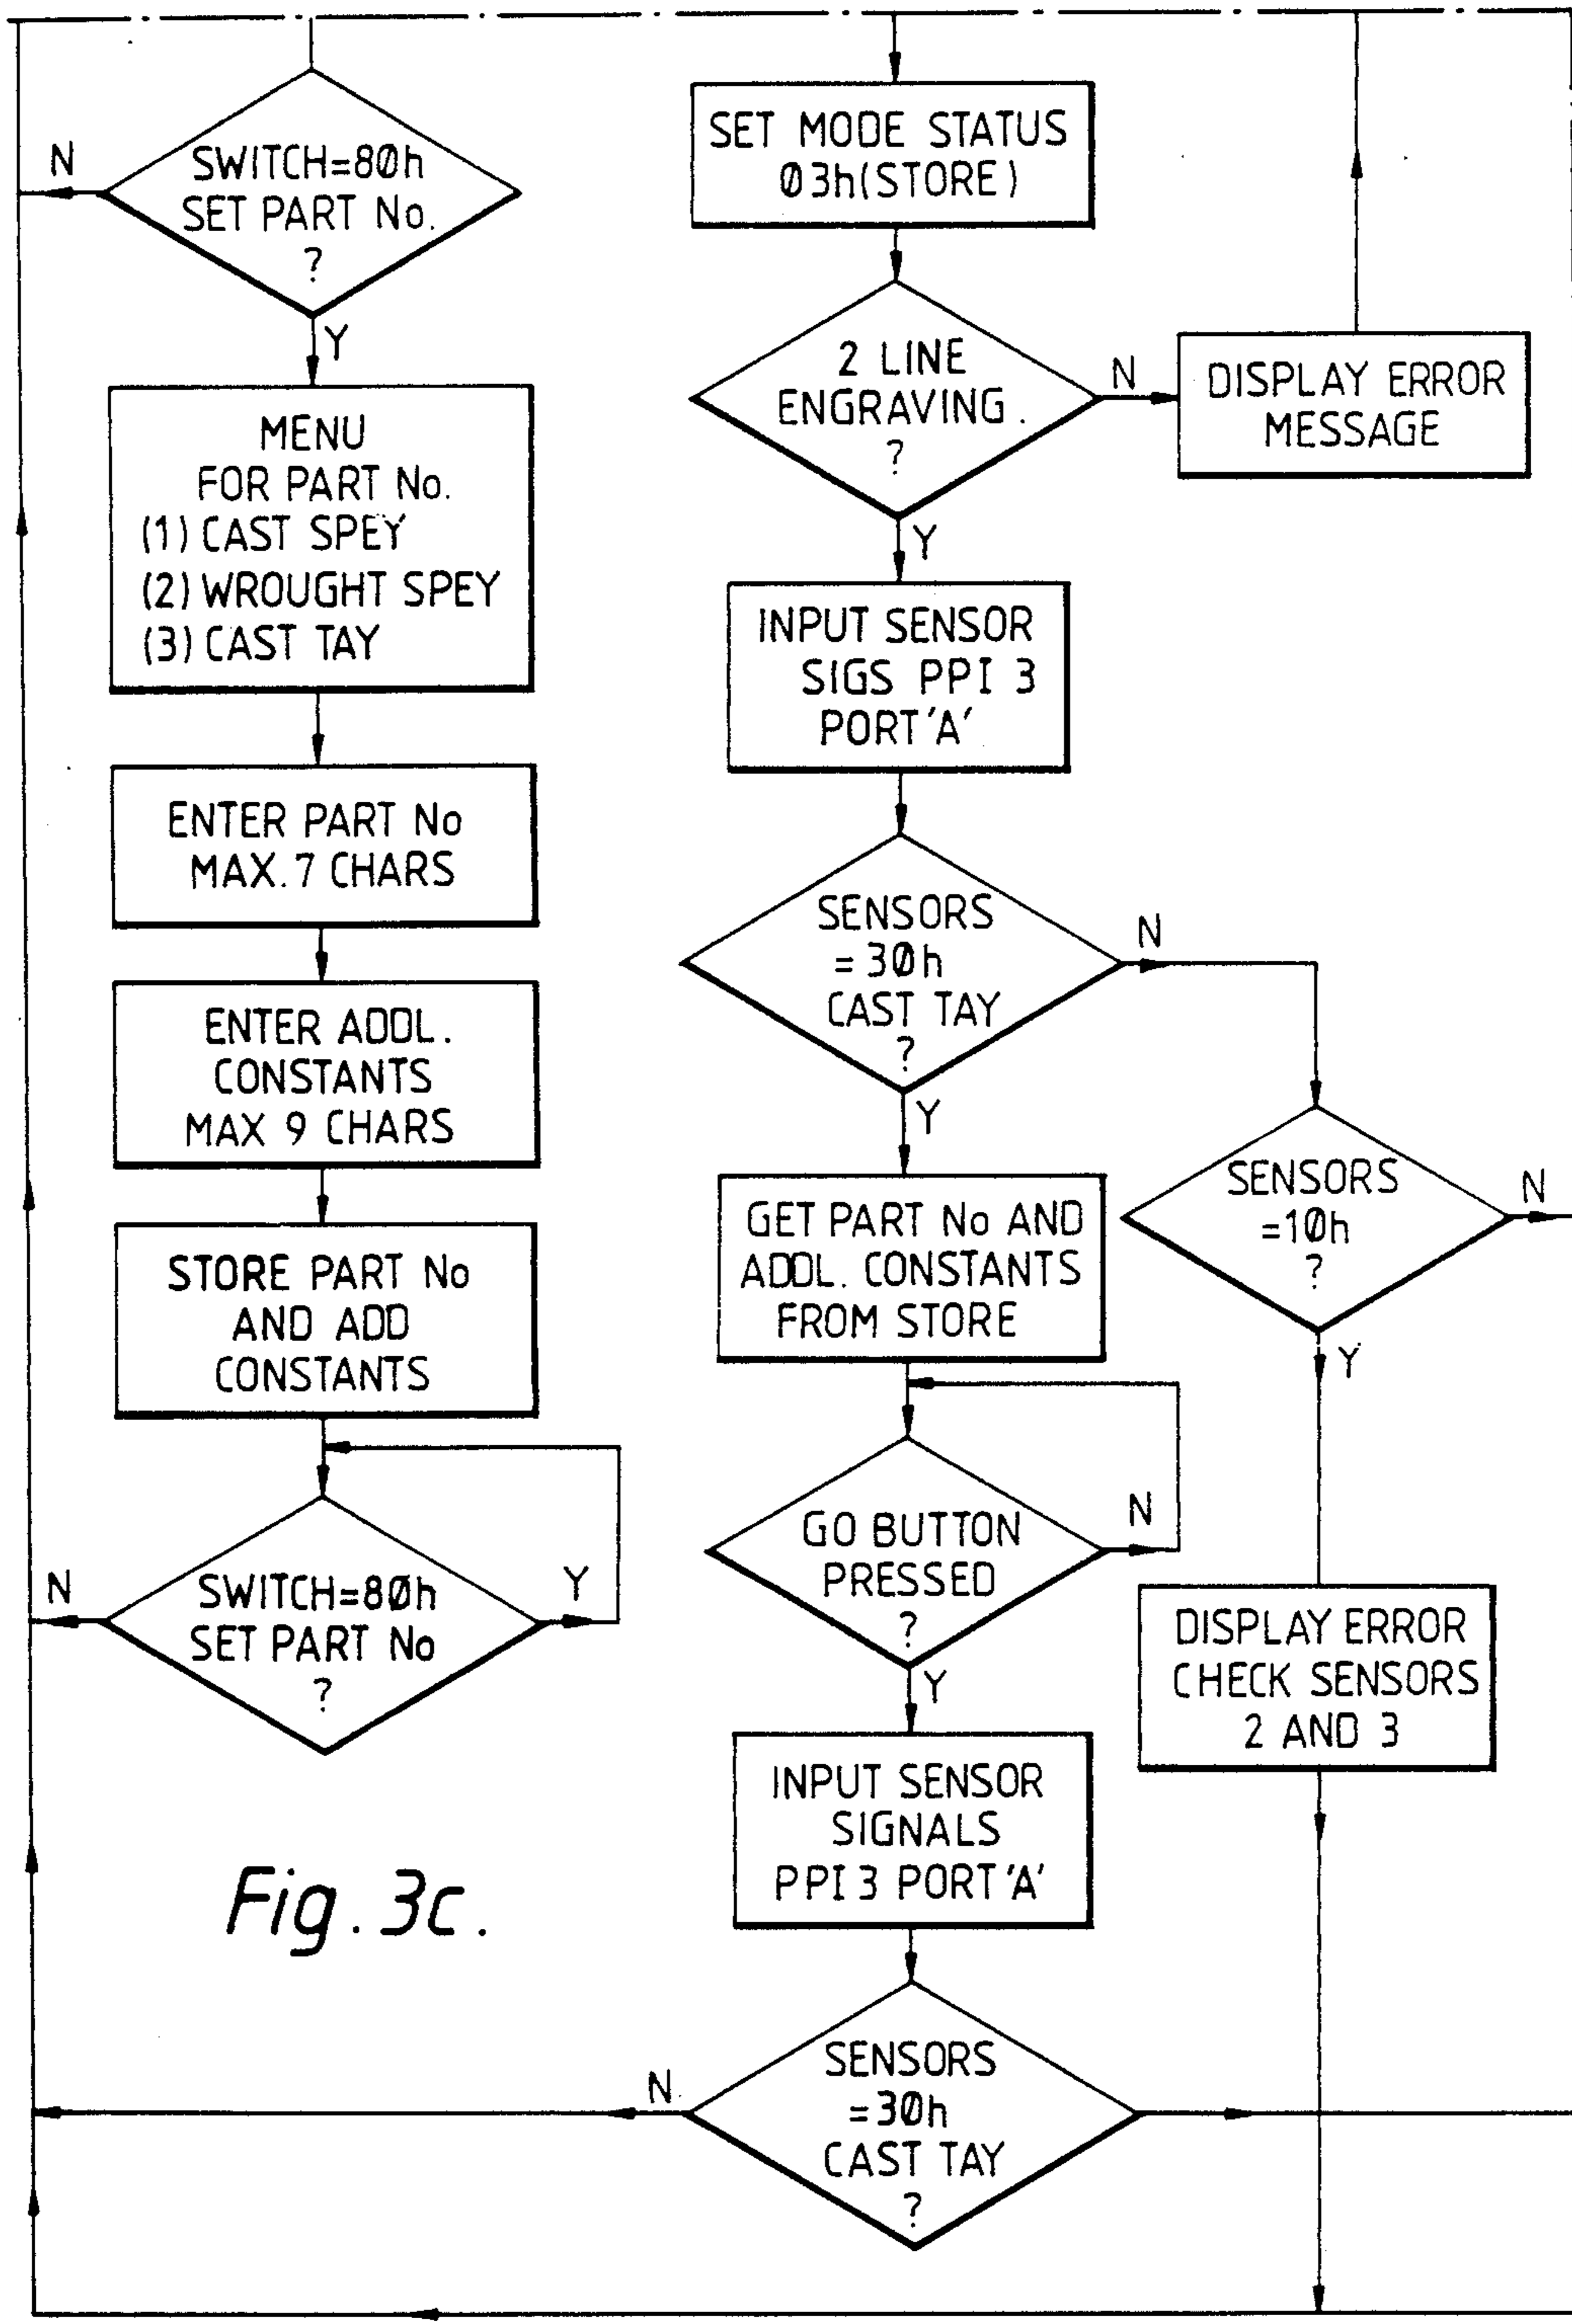 N
SWITCH=80h
SET PART No.
?
Y
MENU
FOR PART No.
(1) CAST SPEY
(2) WROUGHT SPEY
(3) CAST TAY
ENTER PART No
MAX. 7 CHARS
ENTER ADDL.
CONSTANTS
MAX 9 CHARS
STORE PART No
AND ADD
CONSTANTS
N
SWITCH=80h
SET PART No
?
Y
SET MODE STATUS
03h(STORE)
2 LINE
ENGRAVING.
?
N
DISPLAY ERROR
MESSAGE
Y
INPUT SENSOR
SIGS PPI 3
PORT 'A'
SENSORS
= 30h
CAST TAY
?
N
Y
GET PART No AND
ADDL. CONSTANTS
FROM STORE
GO BUTTON
PRESSED
?
N
Y
INPUT SENSOR
SIGNALS
PPI 3 PORT 'A'
N
SENSORS
=30h
CAST TAY
?
SENSORS
=10h
?
N
Y
DISPLAY ERROR
CHECK SENSORS
2 AND 3
Fig. 3c.